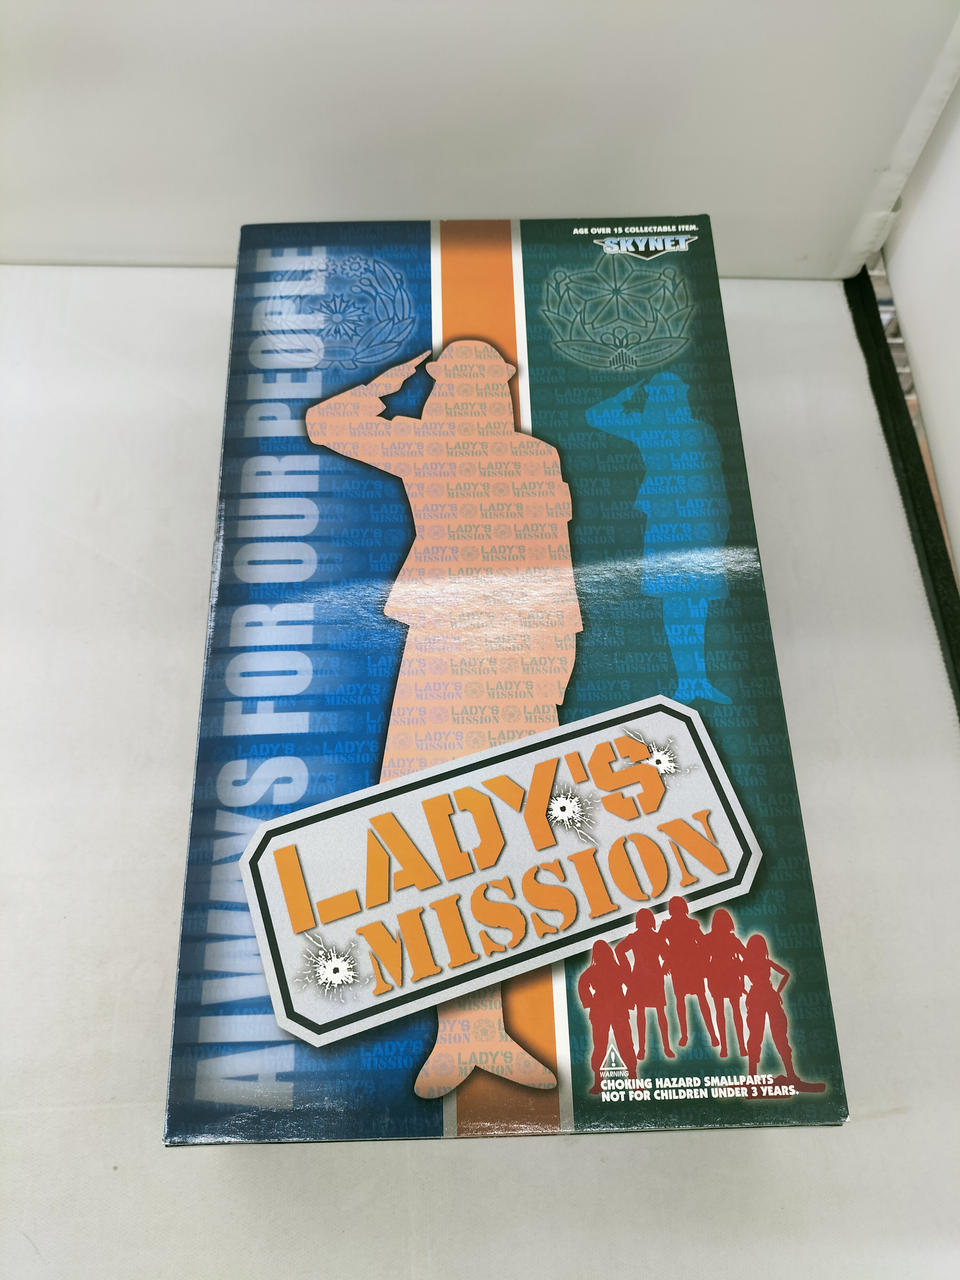 AGE OVER 15 COLLECTABLE ITEM.
SKYNET
ALWAYS FOR OUR PEOPLE
LADY'S
MISSION
WARNING
CHOKING HAZARD SMALLPARTS
NOT FOR CHILDREN UNDER 3 YEARS.